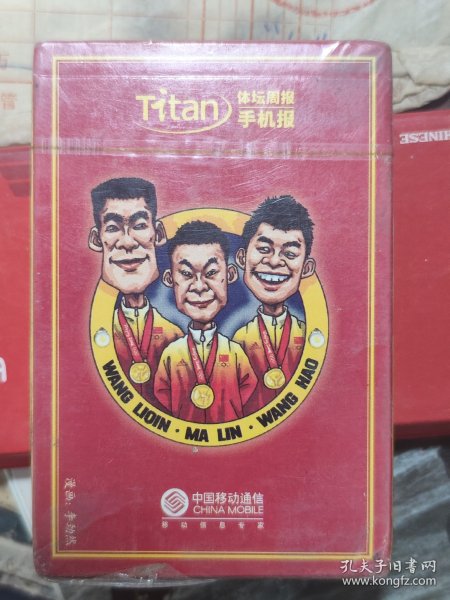 Titan 体坛周报
手机报
CHINESE
WANG LIQIN · MA LIN · WANG HAO
漫画：李劲然
中国移动通信
CHINA MOBILE
移动信息专家
孔夫子旧书网
www.kongfz.com